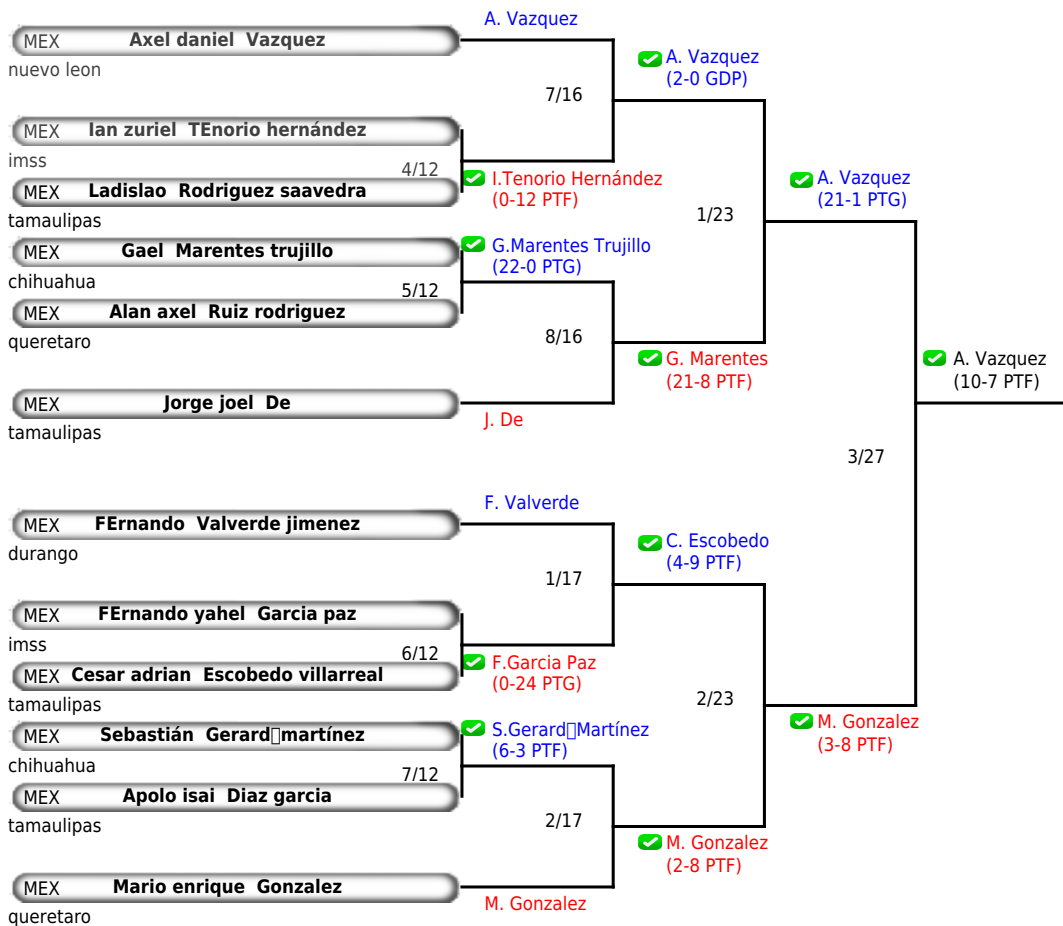 A. Vazquez
MEX Axel daniel Vazquez
nuevo leon
A. Vazquez
(2-0 GDP)
7/16
MEX Ian zuriel TEnorio hernández
imss
4/12
MEX Ladislao Rodriguez saavedra
tamaulipas
I.Tenorio Hernández
(0-12 PTF)
A. Vazquez
(21-1 PTG)
1/23
MEX Gael Marentes trujillo
chihuahua
G.Marentes Trujillo
(22-0 PTG)
5/12
MEX Alan axel Ruiz rodriguez
queretaro
8/16
G. Marentes
(21-8 PTF)
A. Vazquez
(10-7 PTF)
MEX Jorge joel De
tamaulipas
J. De
3/27
F. Valverde
MEX FErnando Valverde jimenez
durango
C. Escobedo
(4-9 PTF)
1/17
MEX FErnando yahel Garcia paz
imss
6/12
MEX Cesar adrian Escobedo villarreal
tamaulipas
F.Garcia Paz
(0-24 PTG)
2/23
MEX Sebastián Gerard▯martínez
chihuahua
S.Gerard▯Martínez
(6-3 PTF)
M. Gonzalez
(3-8 PTF)
7/12
MEX Apolo isai Diaz garcia
tamaulipas
2/17
M. Gonzalez
(2-8 PTF)
MEX Mario enrique Gonzalez
queretaro
M. Gonzalez